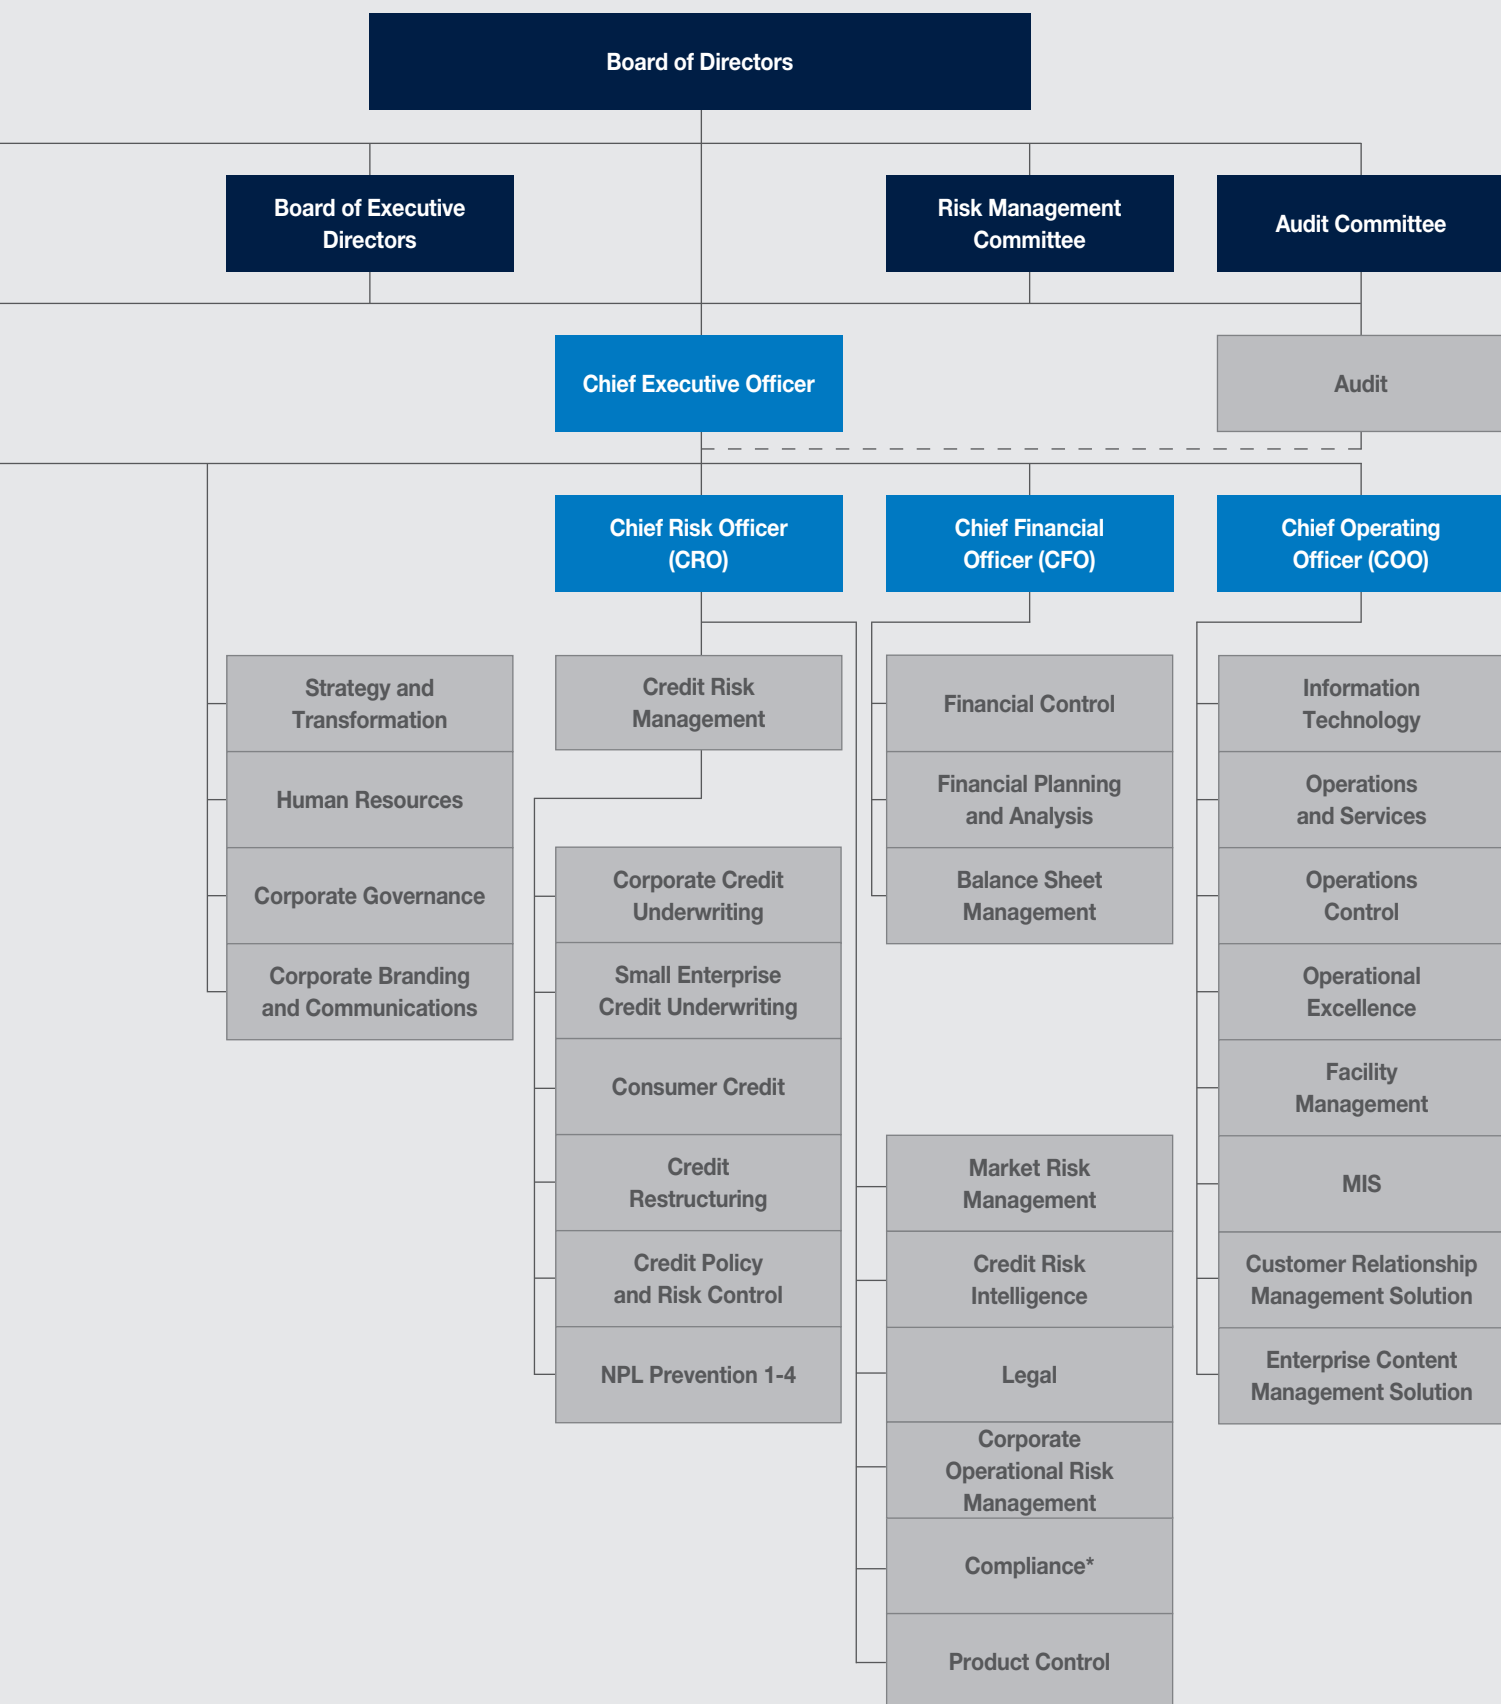 Board of Directors
Board of Executive
Directors
Risk Management
Committee
Audit Committee
Chief Executive Officer
Audit
Chief Risk Officer
(CRO)
Chief Financial
Officer (CFO)
Chief Operating
Officer (COO)
Strategy and
Transformation
Human Resources
Corporate Governance
Corporate Branding
and Communications
Credit Risk
Management
Corporate Credit
Underwriting
Small Enterprise
Credit Underwriting
Consumer Credit
Credit
Restructuring
Credit Policy
and Risk Control
NPL Prevention 1-4
Financial Control
Financial Planning
and Analysis
Balance Sheet
Management
Market Risk
Management
Credit Risk
Intelligence
Legal
Corporate
Operational Risk
Management
Compliance*
Product Control
Information
Technology
Operations
and Services
Operations
Control
Operational
Excellence
Facility
Management
MIS
Customer Relationship
Management Solution
Enterprise Content
Management Solution